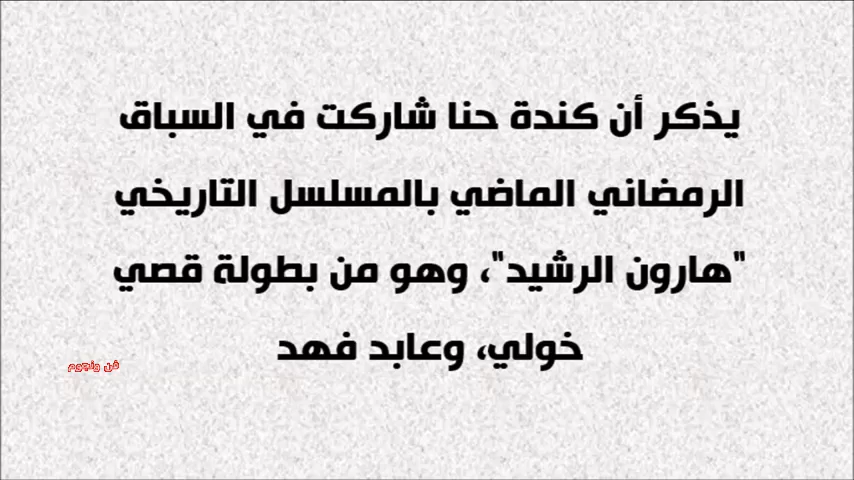 يذكر أن كندة حنا شاركت في السباق
الرمضاني الماضي بالمسلسل التاريخي
"هارون الرشيد"، وهو من بطولة قصي
خولي، وعابد فهد
فن ونجوم